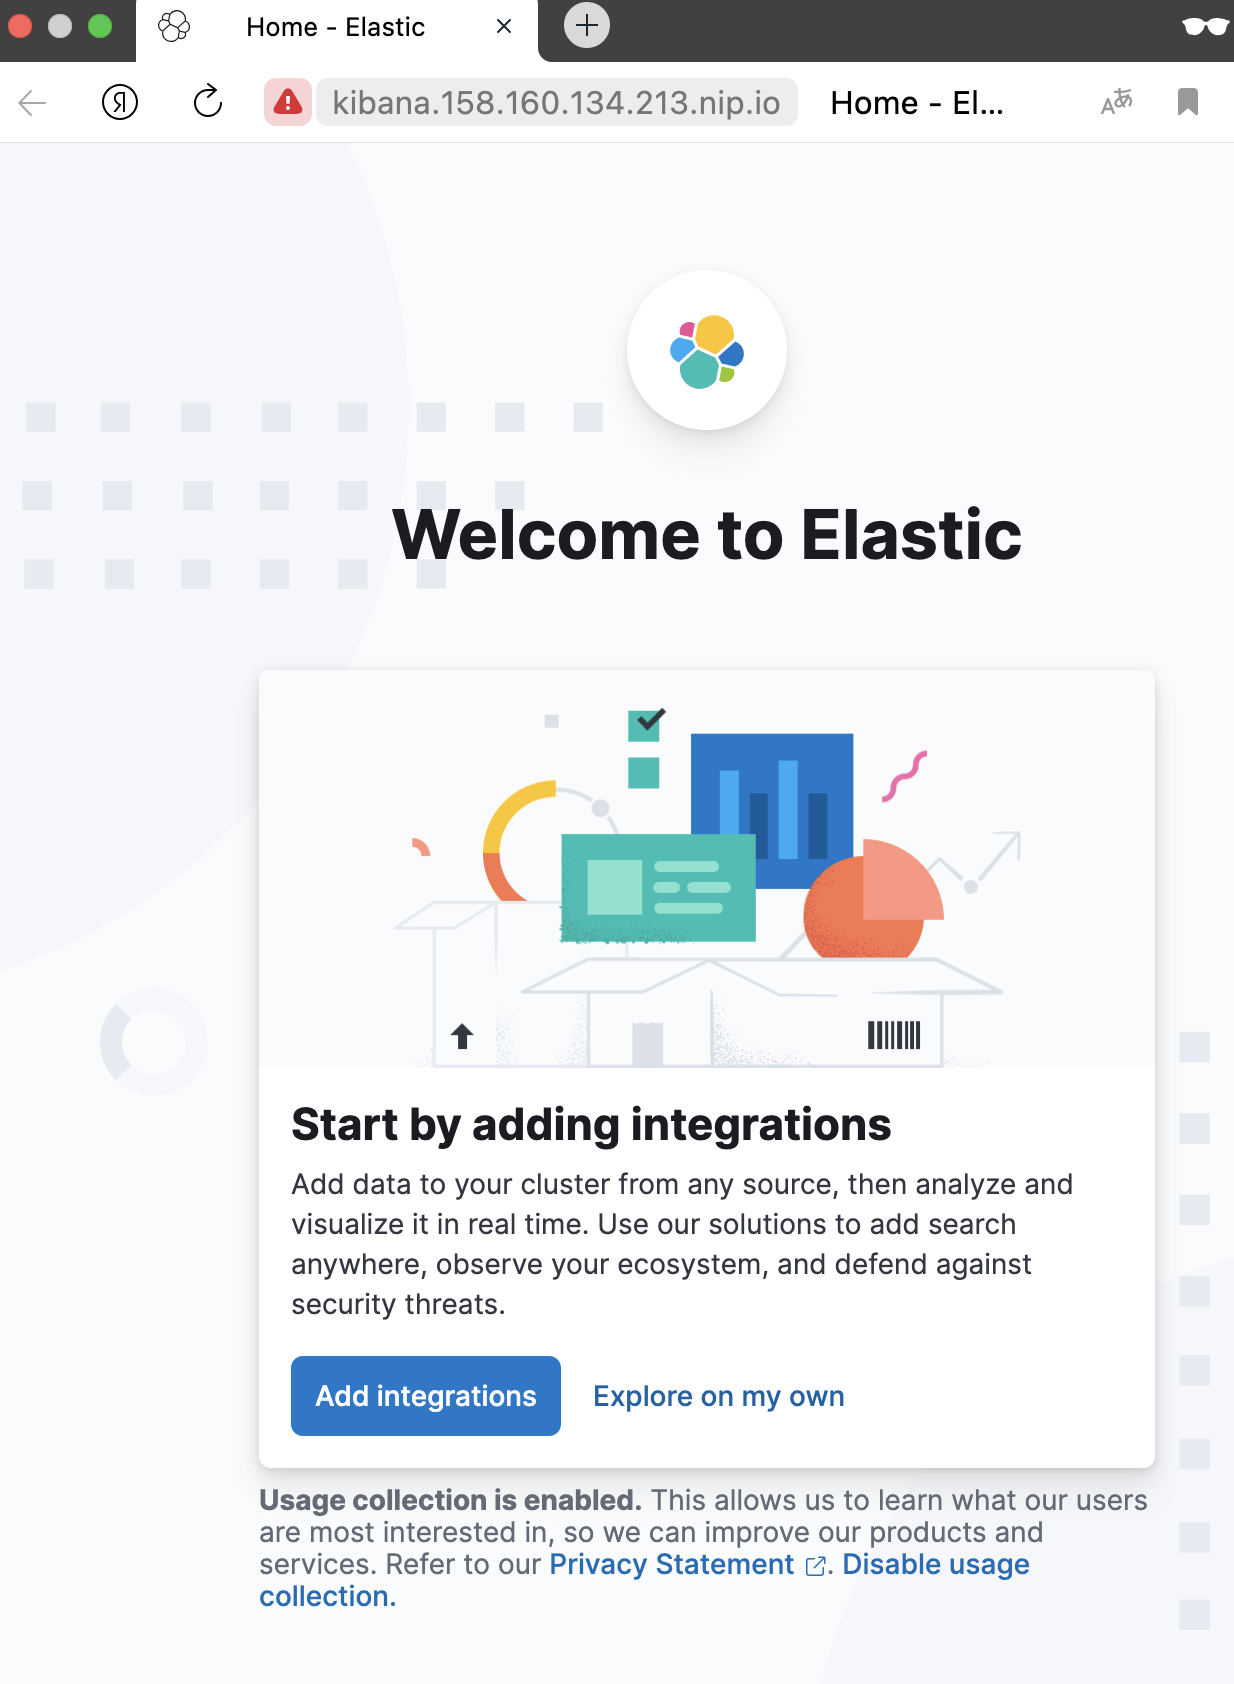 Home - Elastic
Я
kibana.158.160.134.213.nip.io
Home - El...
Aあ
Welcome to Elastic
Start by adding integrations
Add data to your cluster from any source, then analyze and
visualize it in real time. Use our solutions to add search
anywhere, observe your ecosystem, and defend against
security threats.
Add integrations
Explore on my own
Usage collection is enabled. This allows us to learn what our users
are most interested in, so we can improve our products and
services. Refer to our Privacy Statement. Disable usage
collection.